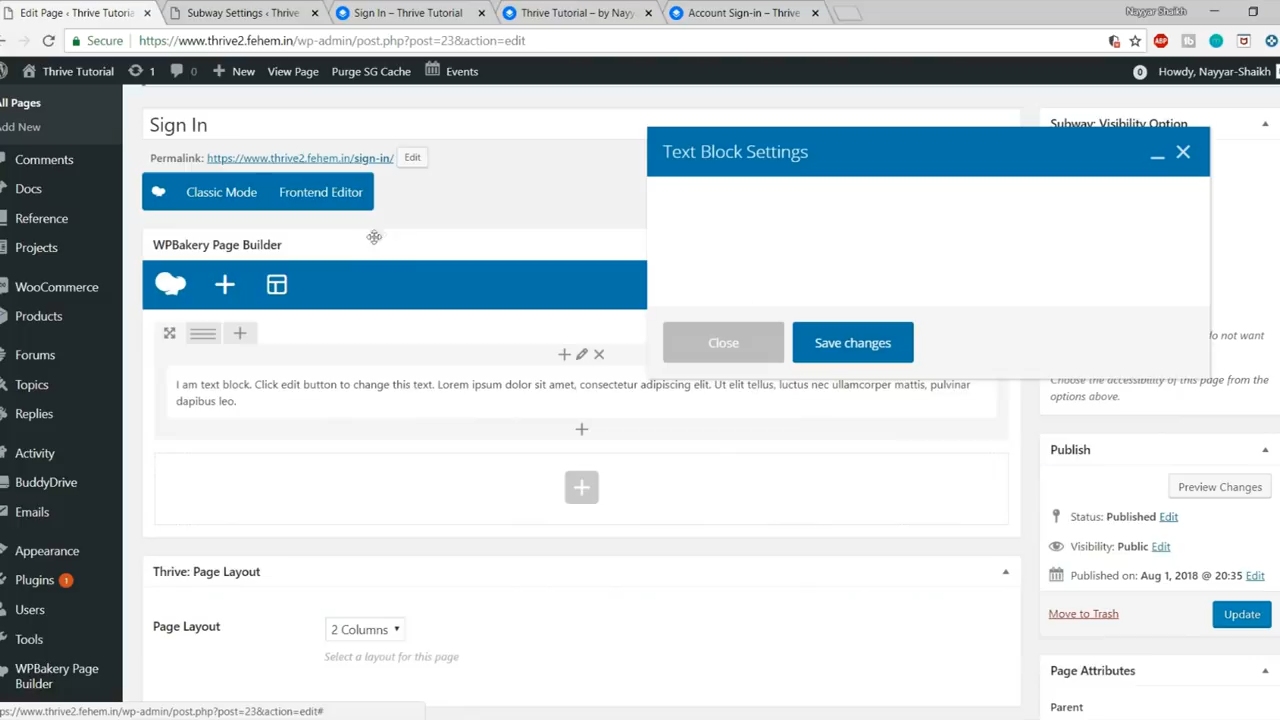 Edit Page ‹ Thrive Tutoria
Subway Settings ‹ Thrive
Sign In – Thrive Tutorial
Thrive Tutorial – by Nayy
Account Sign-in – Thrive
Nayyar Shaikh
Secure
https://www.thrive2.fehem.in/wp-admin/post.php?post=23&action=edit
ABP
Thrive Tutorial
1
0
New
View Page
Purge SG Cache
Events
0
Howdy, Nayyar-Shaikh
All Pages
Add New
Comments
Docs
Reference
Projects
WooCommerce
Products
Forums
Topics
Replies
Activity
BuddyDrive
Emails
Appearance
Plugins 1
Users
Tools
WPBakery Page
Builder
Sign In
Permalink: https://www.thrive2.fehem.in/sign-in/ Edit
Classic Mode
Frontend Editor
WPBakery Page Builder
I am text block. Click edit button to change this text. Lorem ipsum dolor sit amet, consectetur adipiscing elit. Ut elit tellus, luctus nec ullamcorper mattis, pulvinar
dapibus leo.
Thrive: Page Layout
Page Layout
2 Columns
Select a layout for this page
Text Block Settings
Close
Save changes
Subway: Visibility Option
do not want
Choose the accessibility of this page from the
options above.
Publish
Preview Changes
Status: Published Edit
Visibility: Public Edit
Published on: Aug 1, 2018 @ 20:35 Edit
Move to Trash
Update
Page Attributes
Parent
ps://www.thrive2.fehem.in/wp-admin/post.php?post=23&action=edit#